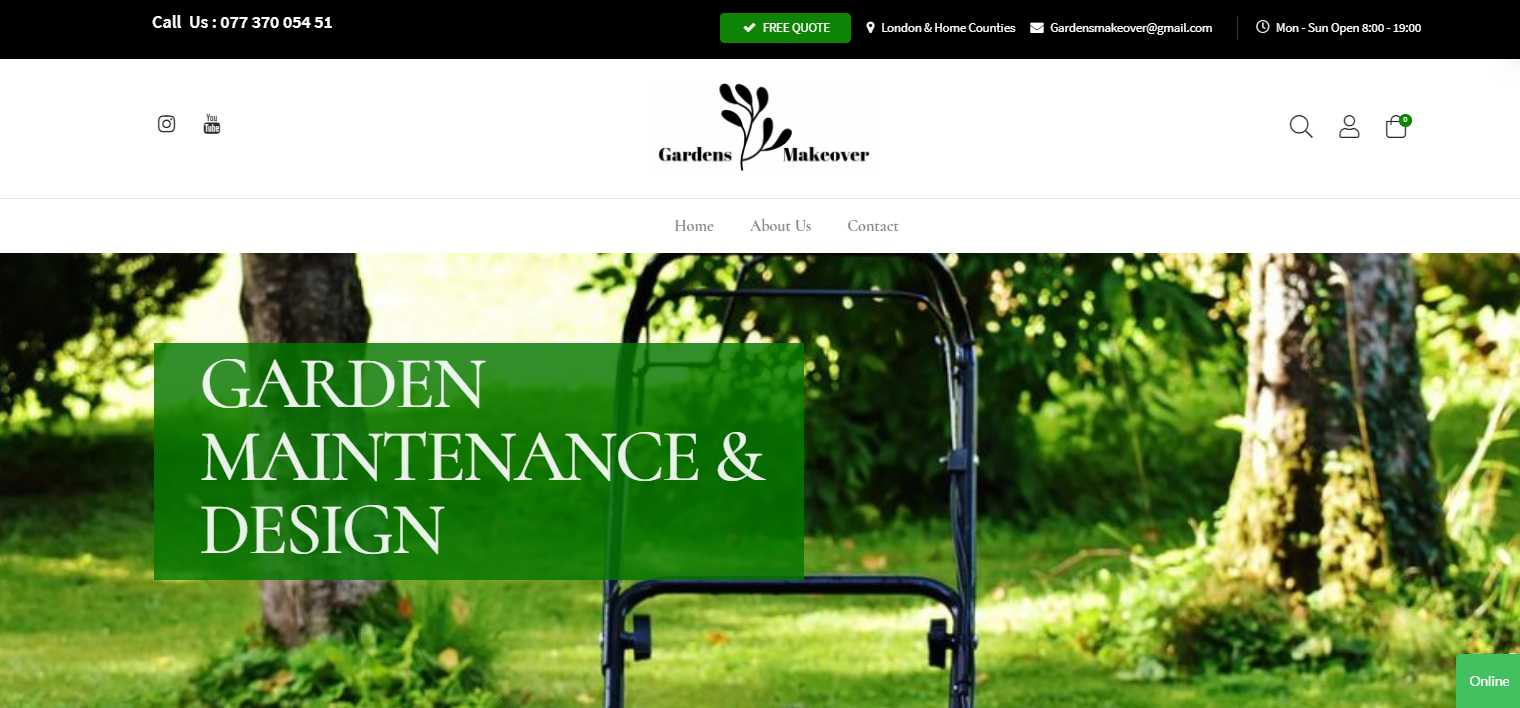 Call Us : 077 370 054 51
FREE QUOTE
London & Home Counties
Gardensmakeover@gmail.com
Mon - Sun Open 8:00 - 19:00
You
Tube
Gardens Makeover
0
Home
About Us
Contact
GARDEN
MAINTENANCE &
DESIGN
Online